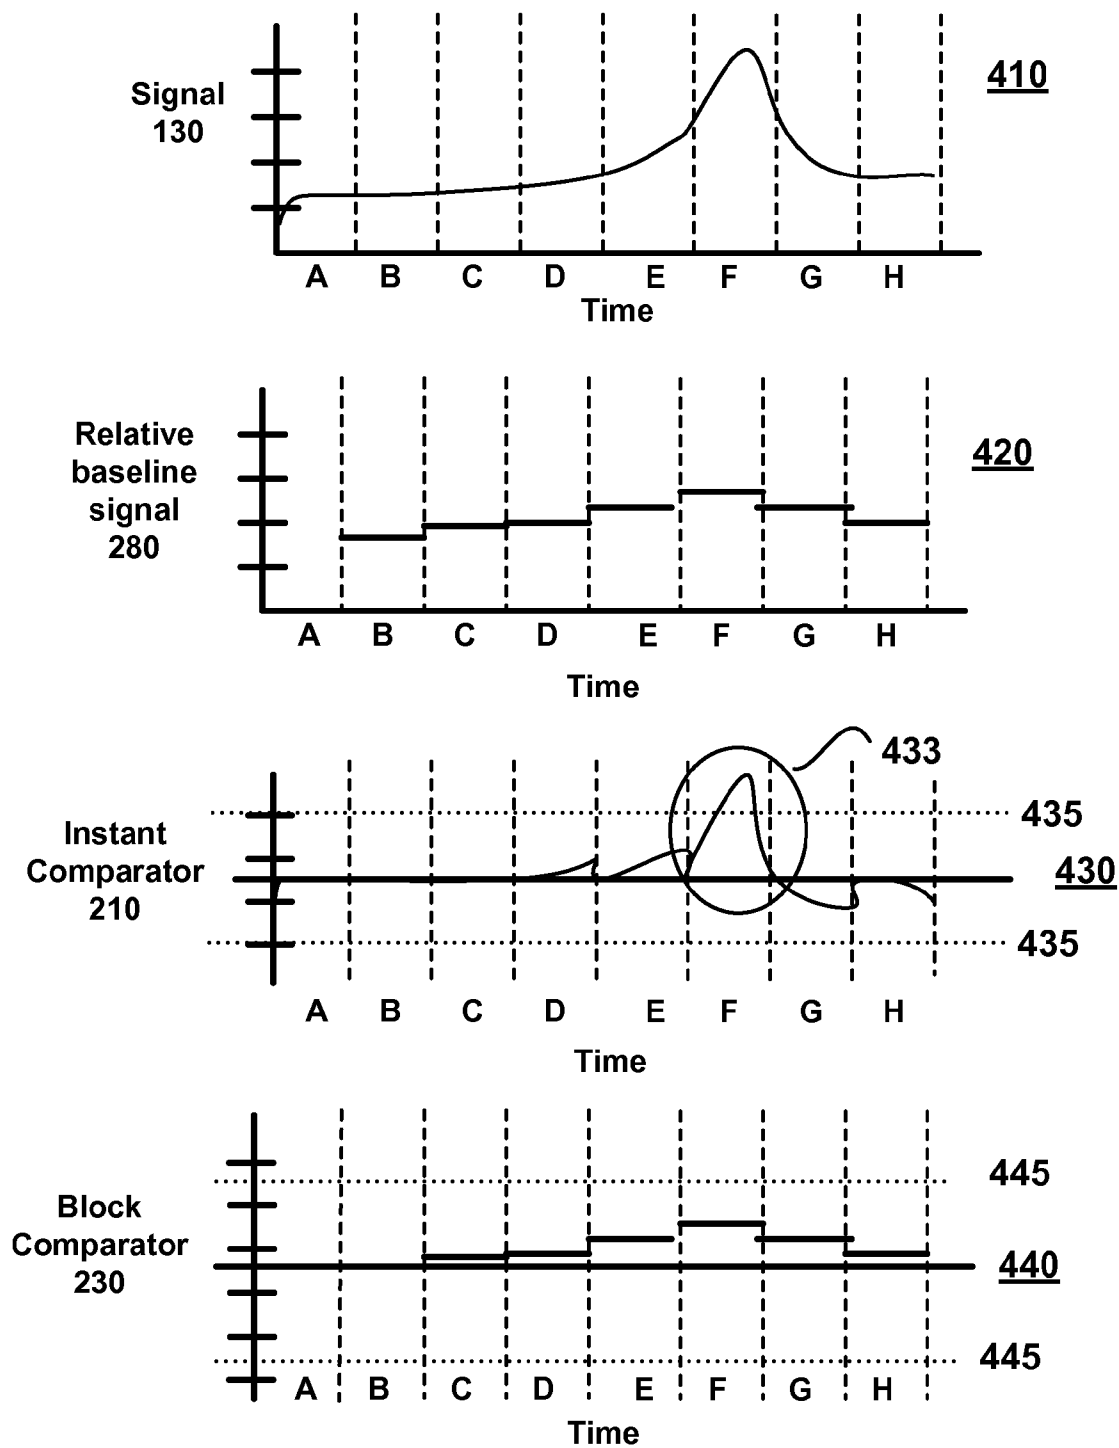 Signal
130
410
A B C D E F G H
Time
Relative
baseline
signal
280
420
A B C D E F G H
Time
433
Instant
Comparator
210
435
430
435
A B C D E F G H
Time
Block
Comparator
230
445
440
445
A B C D E F G H
Time